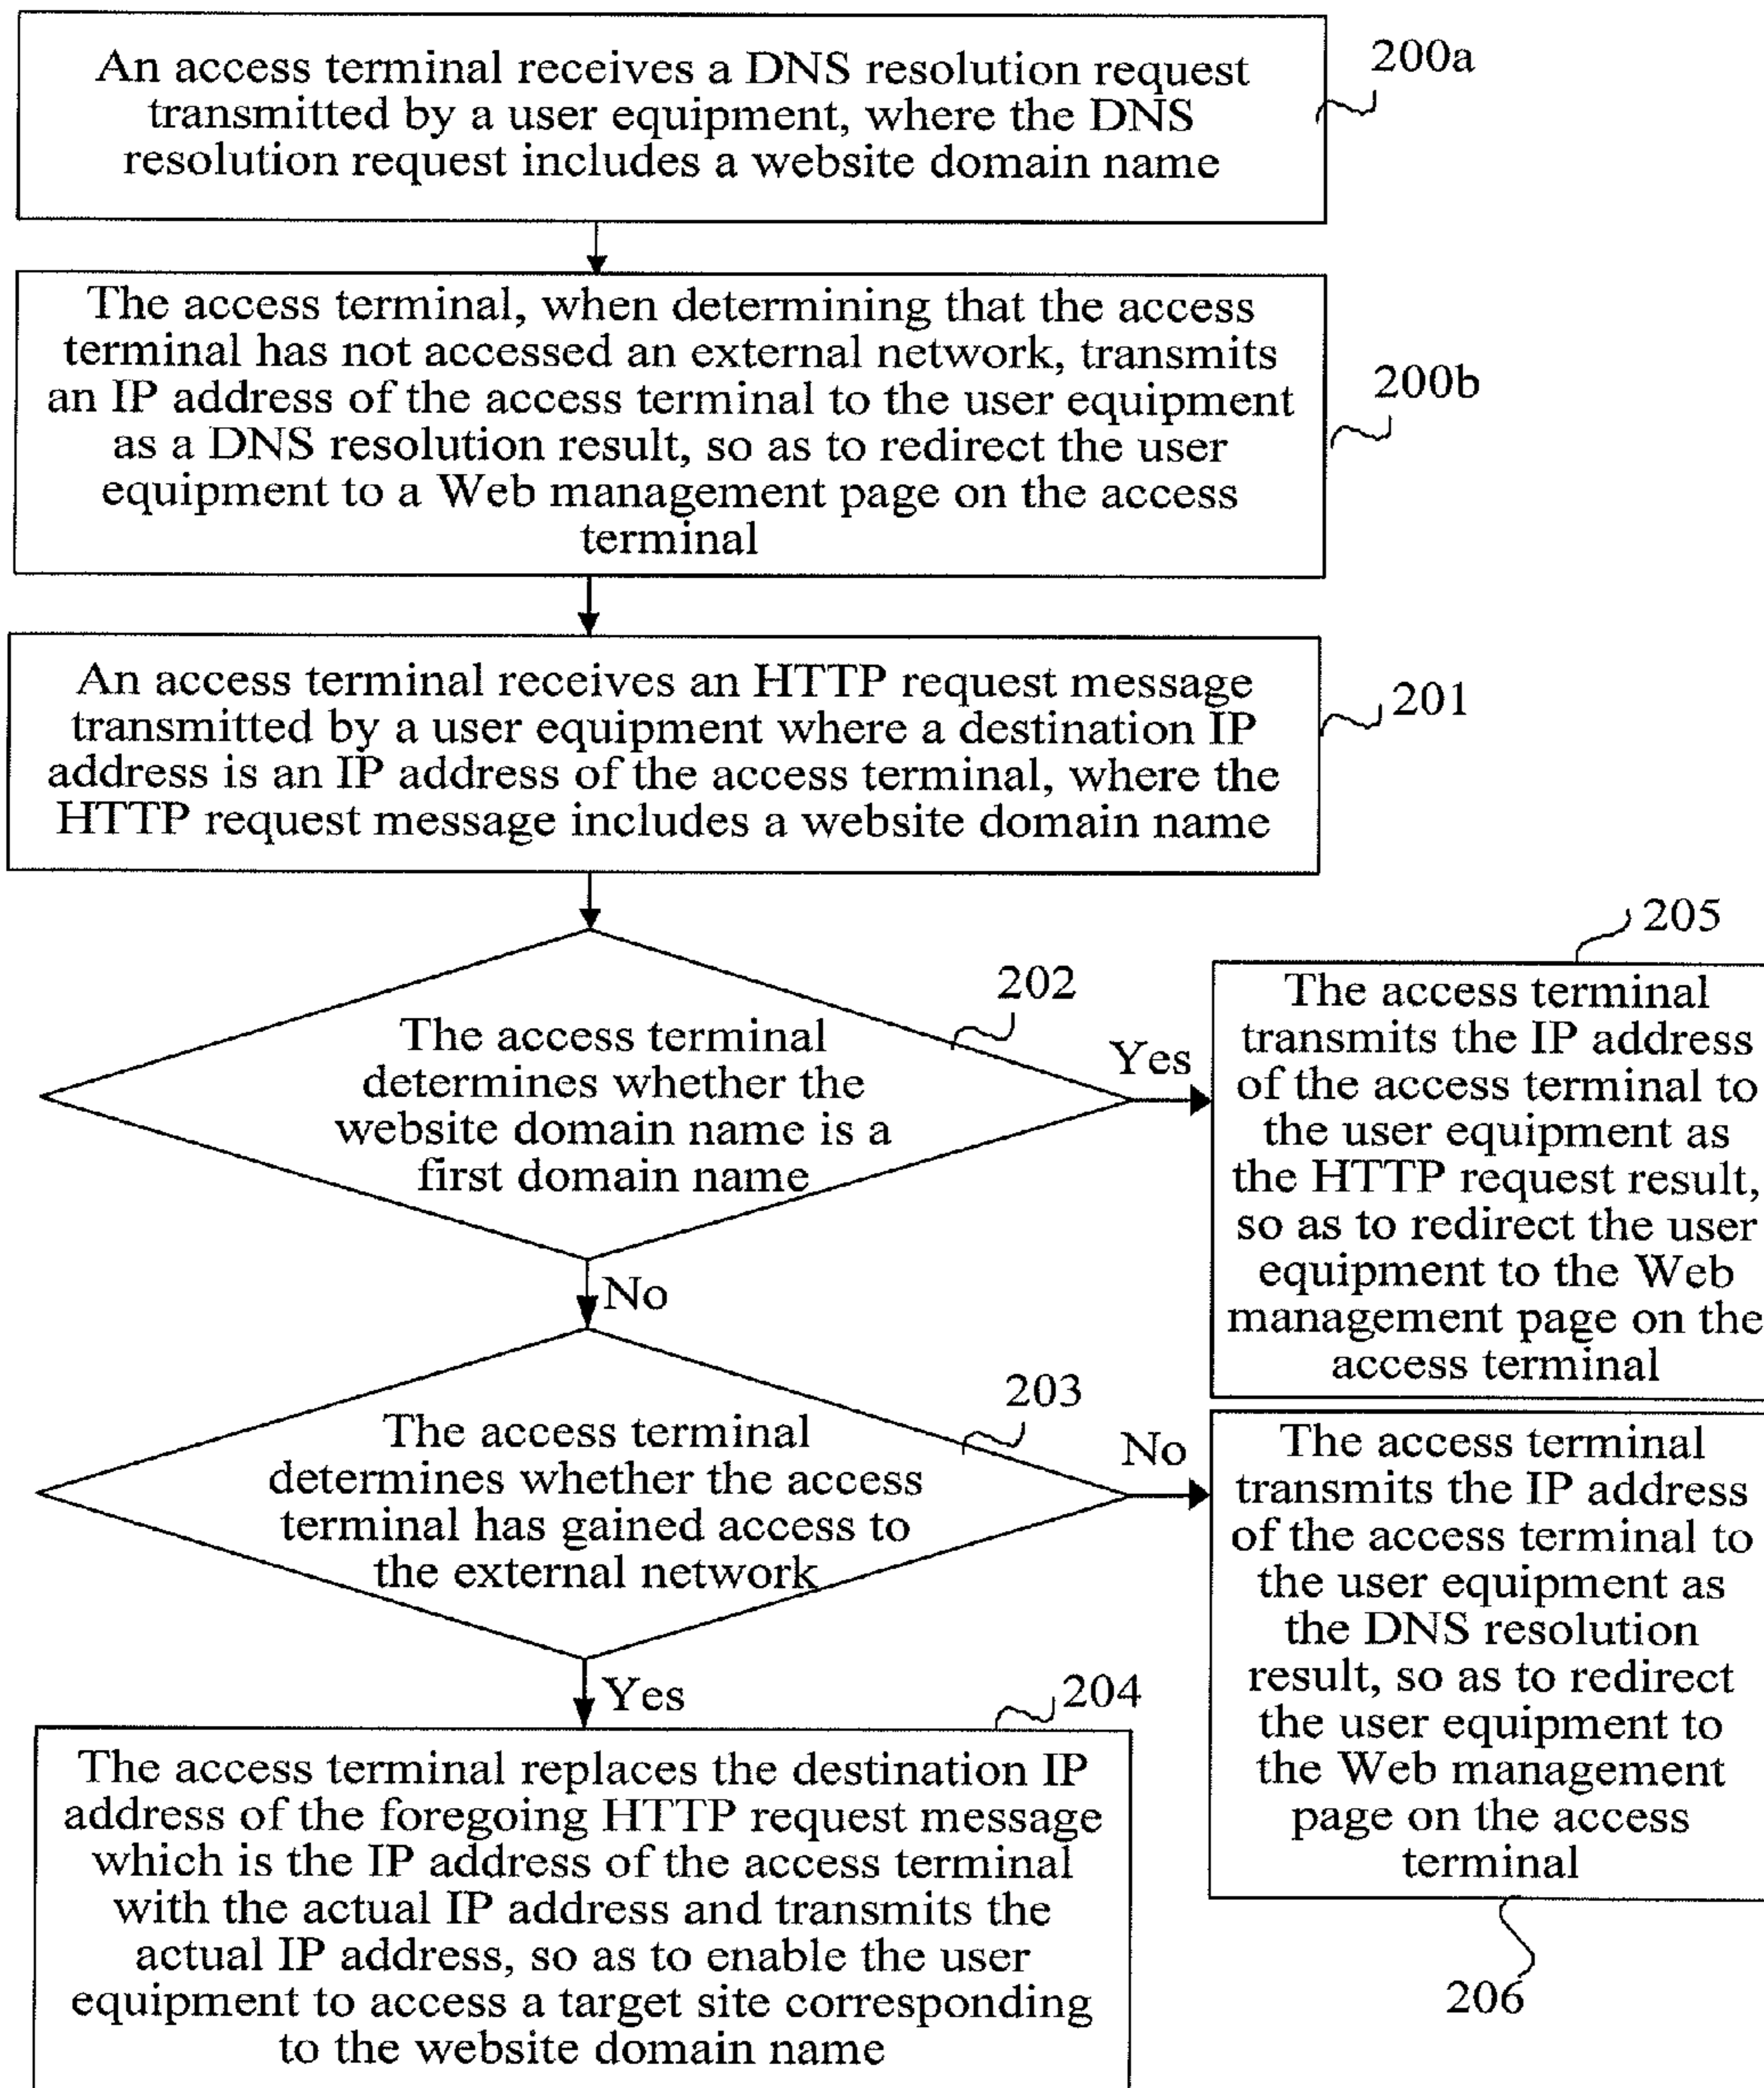 An access terminal receives a DNS resolution request
transmitted by a user equipment, where the DNS
resolution request includes a website domain name
200a
The access terminal, when determining that the access
terminal has not accessed an external network, transmits
an IP address of the access terminal to the user equipment
as a DNS resolution result, so as to redirect the user
equipment to a Web management page on the access
terminal
200b
An access terminal receives an HTTP request message
transmitted by a user equipment where a destination IP
address is an IP address of the access terminal, where the
HTTP request message includes a website domain name
201
The access terminal
determines whether the
website domain name is a
first domain name
202
Yes
205
The access terminal
transmits the IP address
of the access terminal to
the user equipment as
the HTTP request result,
so as to redirect the user
equipment to the Web
management page on the
access terminal
No
The access terminal
determines whether the access
terminal has gained access to
the external network
203
No
The access terminal
transmits the IP address
of the access terminal to
the user equipment as
the DNS resolution
result, so as to redirect
the user equipment to
the Web management
page on the access
terminal
206
Yes
204
The access terminal replaces the destination IP
address of the foregoing HTTP request message
which is the IP address of the access terminal
with the actual IP address and transmits the
actual IP address, so as to enable the user
equipment to access a target site corresponding
to the website domain name